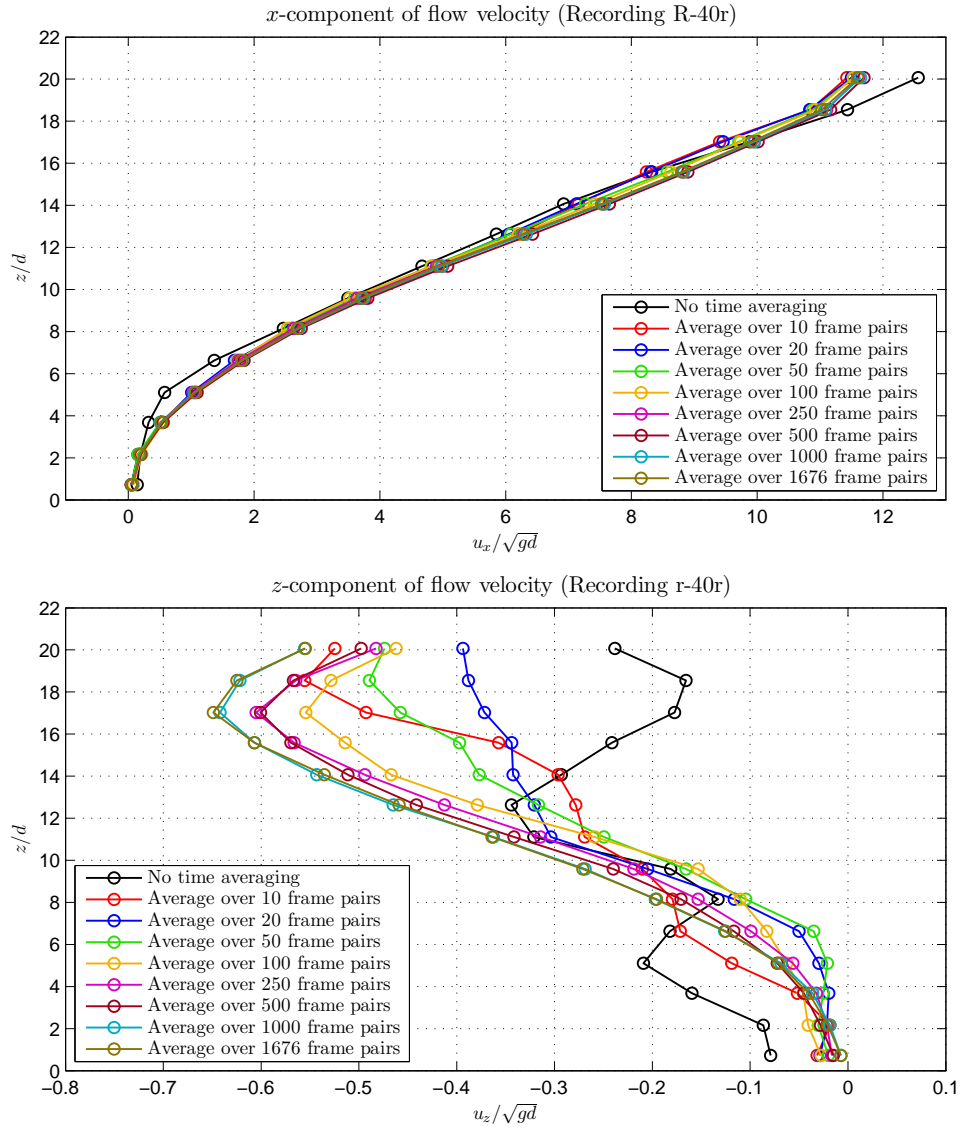 x-component of flow velocity (Recording R-40r)
22
20
18
16
14
12
10
8
6
4
2
0
z/d
No time averaging
Average over 10 frame pairs
Average over 20 frame pairs
Average over 50 frame pairs
Average over 100 frame pairs
Average over 250 frame pairs
Average over 500 frame pairs
Average over 1000 frame pairs
Average over 1676 frame pairs
0 2 4 6 8 10 12
u_x/√gd
z-component of flow velocity (Recording r-40r)
22
20
18
16
14
12
10
8
6
4
2
0
z/d
No time averaging
Average over 10 frame pairs
Average over 20 frame pairs
Average over 50 frame pairs
Average over 100 frame pairs
Average over 250 frame pairs
Average over 500 frame pairs
Average over 1000 frame pairs
Average over 1676 frame pairs
−0.8 −0.7 −0.6 −0.5 −0.4 −0.3 −0.2 −0.1 0 0.1
u_z/√gd